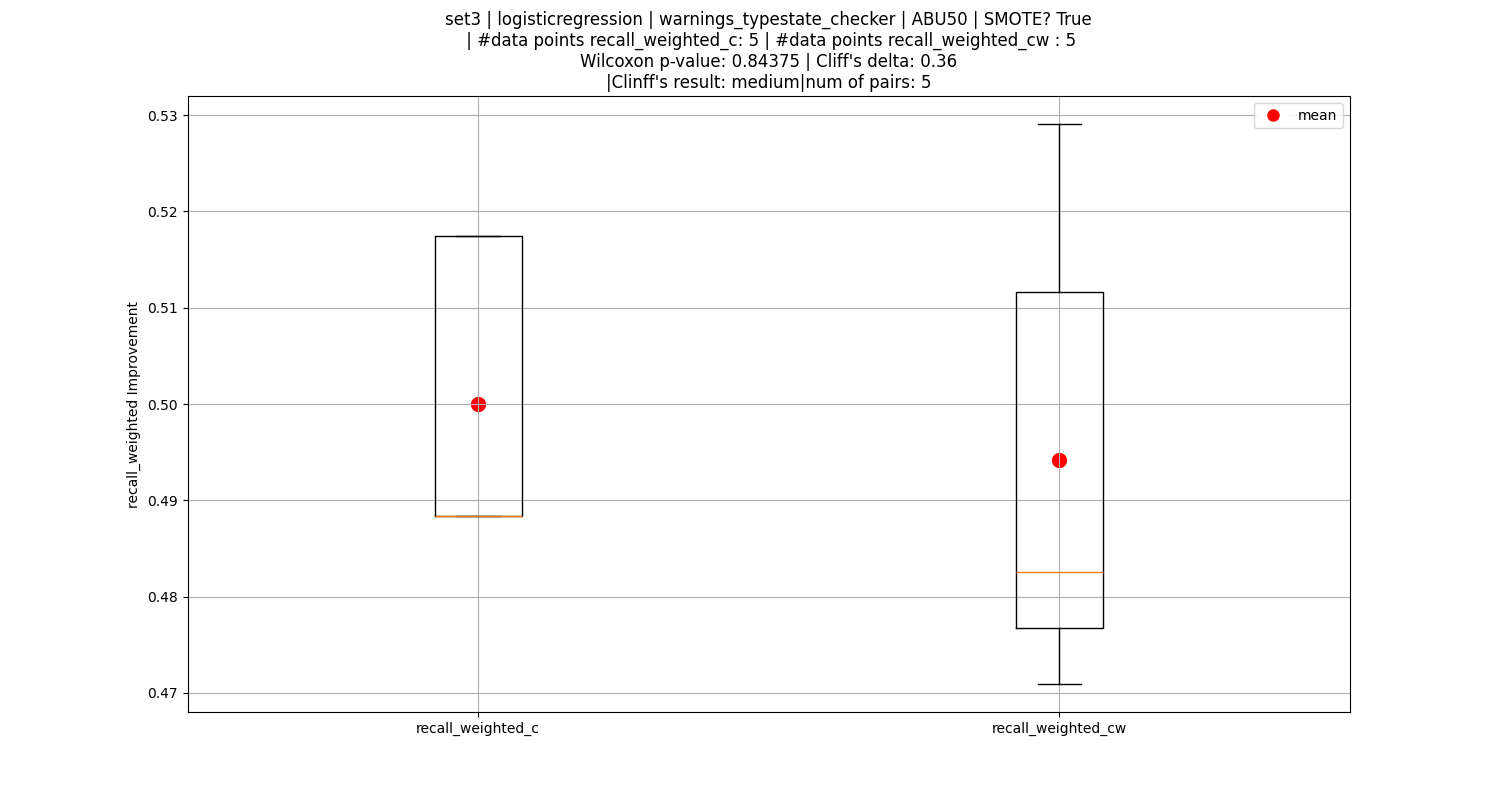 set3 | logisticregression | warnings_typestate_checker | ABU50 | SMOTE? True
| #data points recall_weighted_c: 5 | #data points recall_weighted_cw : 5
Wilcoxon p-value: 0.84375 | Cliff's delta: 0.36
|Clinff's result: medium|num of pairs: 5
mean
0.53
0.52
0.51
0.50
0.49
0.48
0.47
recall_weighted Improvement
recall_weighted_c
recall_weighted_cw